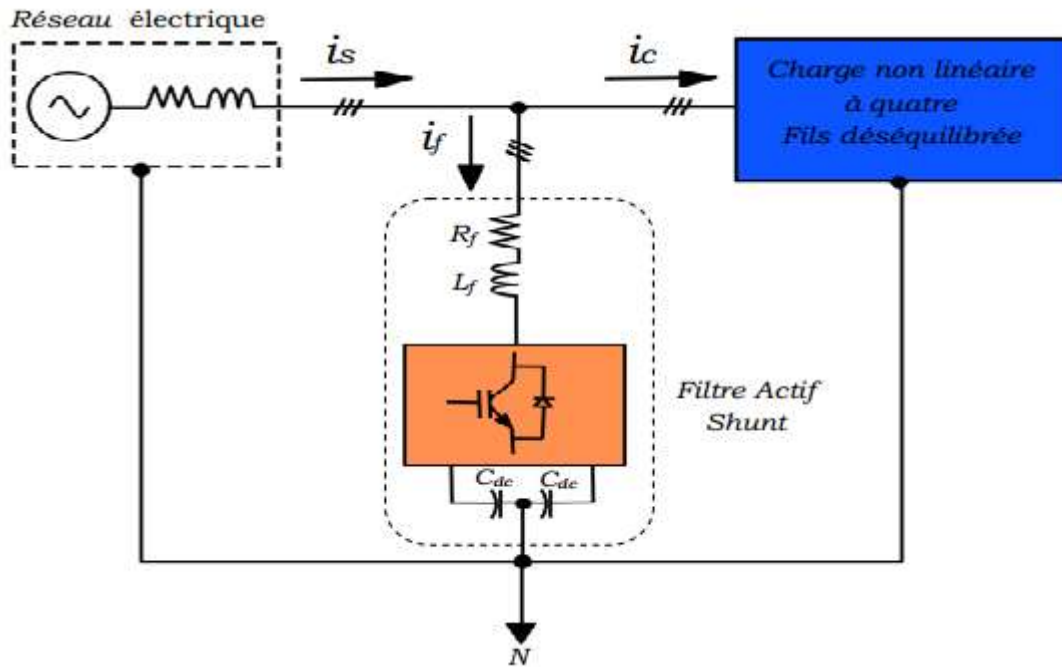 Réseau électrique
is
ic
Charge non linéaire
à quatre
Fils déséquilibrée
if
Rf
Lf
Filtre Actif
Shunt
Cdc Cdc
N